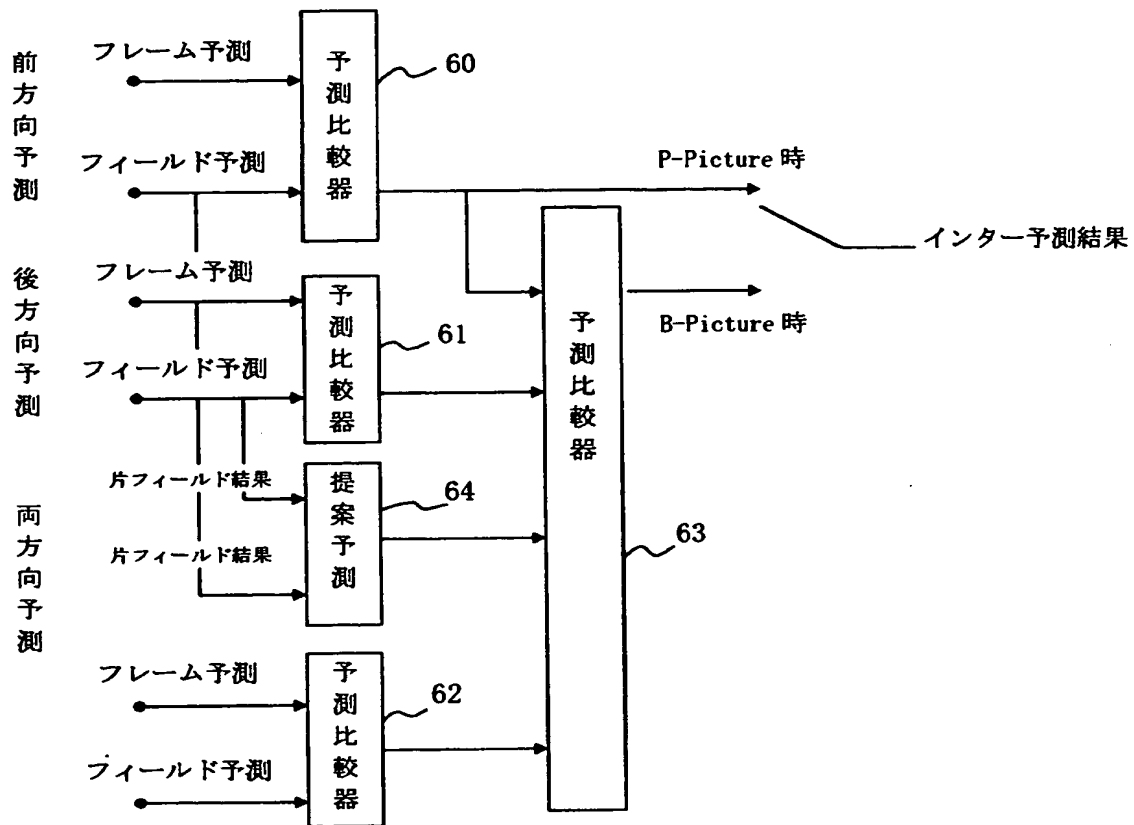 前方向予測
フレーム予測
フィールド予測
予測比較器
60
P-Picture 時
インター予測結果
B-Picture 時
後方向予測
フレーム予測
フィールド予測
予測比較器
61
予測比較器
63
両方向予測
片フィールド結果
片フィールド結果
提案予測
64
フレーム予測
フィールド予測
予測比較器
62